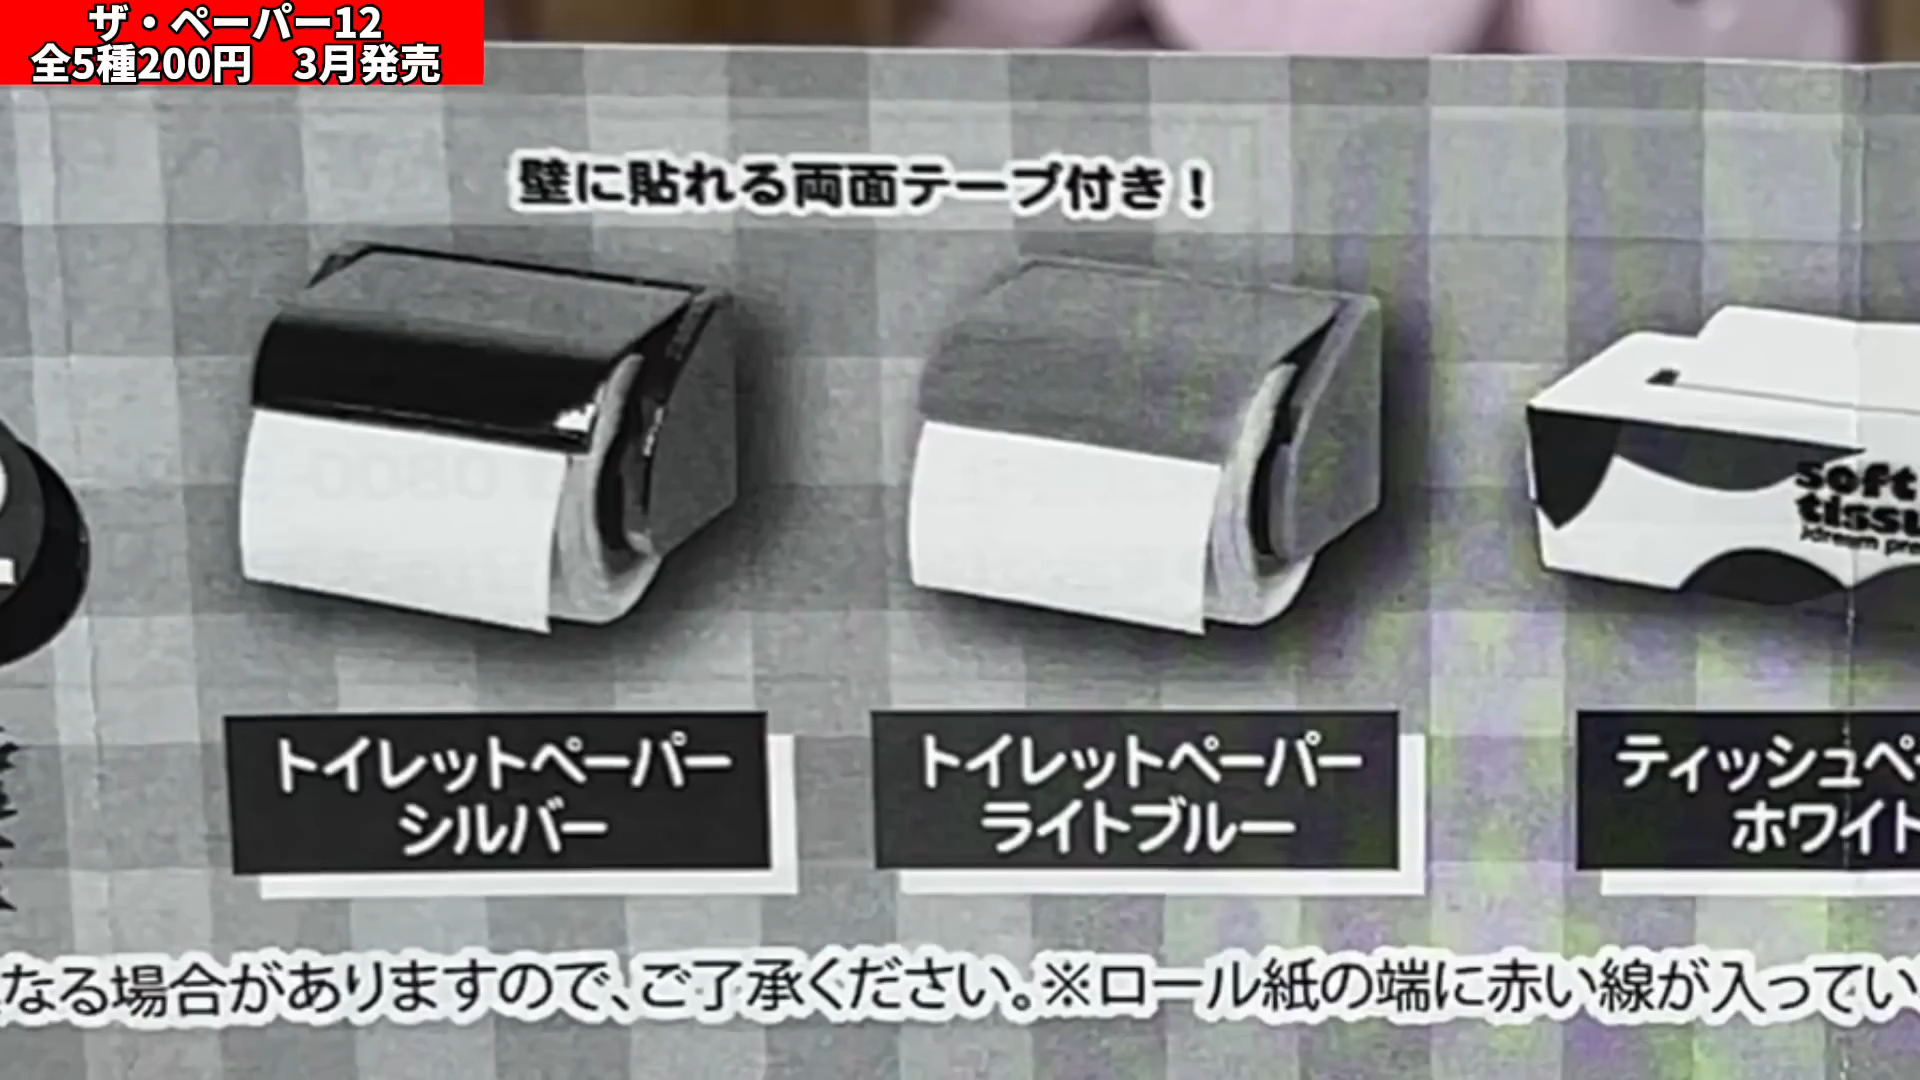 ザ・ペーパー12
全5種200円　3月発売
壁に貼れる両面テープ付き！
Soft
tissu
トイレットペーパー
シルバー
トイレットペーパー
ライトブルー
ティッシュペ
ホワイト
なる場合がありますので、ご了承ください。※ロール紙の端に赤い線が入ってい